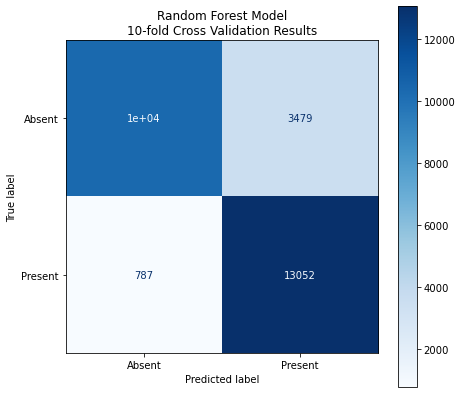 Random Forest Model
10-fold Cross Validation Results
True label
Absent
1e+04
3479
Present
787
13052
Absent
Present
Predicted label
12000
10000
8000
6000
4000
2000